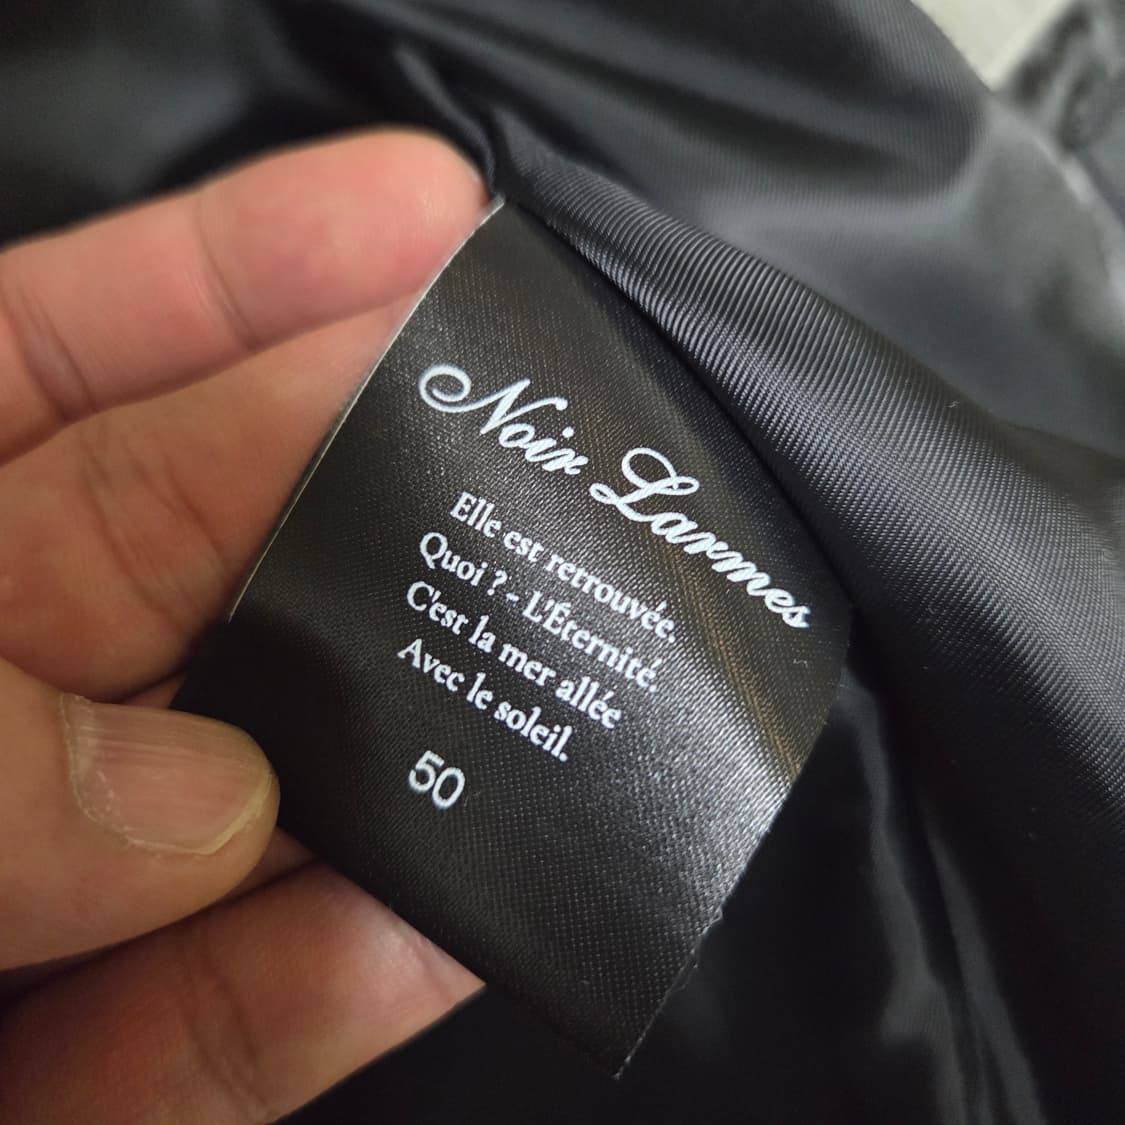 Noir Larmes
Elle est retrouvée.
Quoi ? - L'Éternité.
C'est la mer allée
Avec le soleil.
50